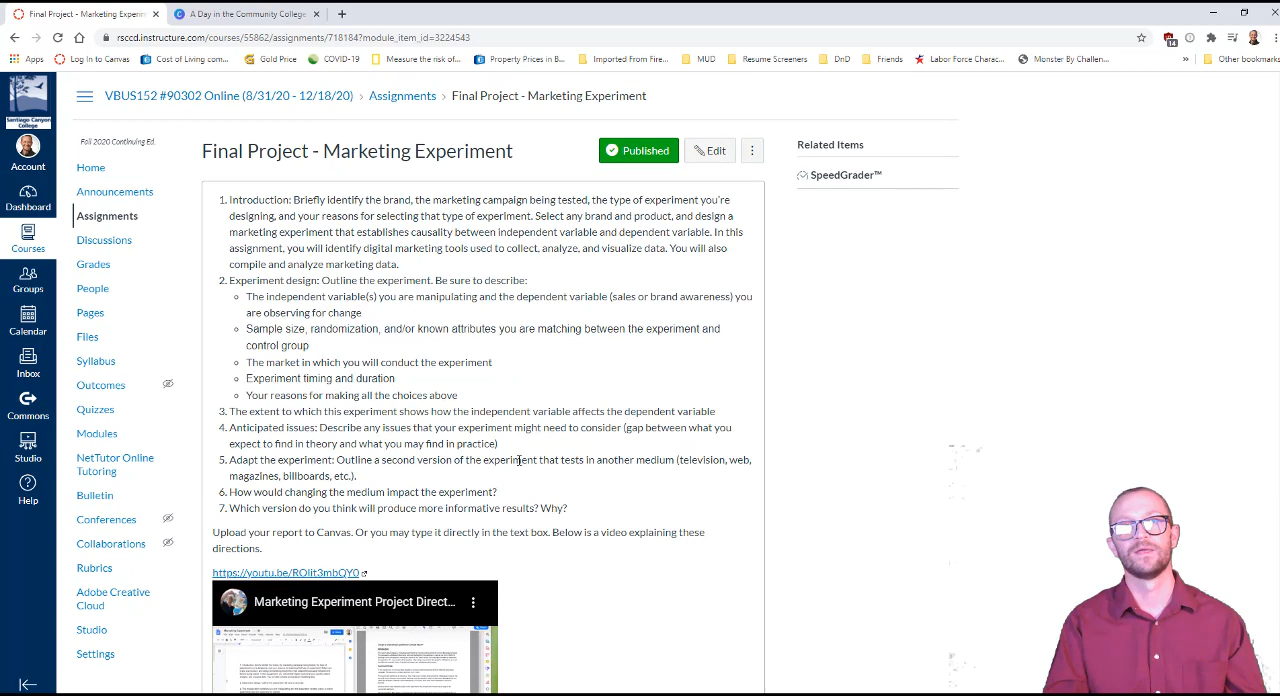 Final Project - Marketing Experim
A Day in the Community College
rsccd.instructure.com/courses/55862/assignments/718184?module_item_id=3224543
14
Apps
Log In to Canvas
Cost of Living com...
Gold Price
COVID-19
Measure the risk of...
Property Prices in B...
Imported From Fire...
MUD
Resume Screeners
DnD
Friends
Labor Force Charac...
Monster By Challen...
Other bookmarks
VBUS152 #90302 Online (8/31/20 - 12/18/20) › Assignments › Final Project - Marketing Experiment
Santiago Canyon
College
Account
Dashboard
Courses
Groups
Calendar
Inbox
Commons
Studio
Help
Fall 2020 Continuing Ed.
Home
Announcements
Assignments
Discussions
Grades
People
Pages
Files
Syllabus
Outcomes
Quizzes
Modules
NetTutor Online
Tutoring
Bulletin
Conferences
Collaborations
Rubrics
Adobe Creative
Cloud
Studio
Settings
Final Project - Marketing Experiment
Published
Edit
Related Items
SpeedGrader™
1. Introduction: Briefly identify the brand, the marketing campaign being tested, the type of experiment you're
designing, and your reasons for selecting that type of experiment. Select any brand and product, and design a
marketing experiment that establishes causality between independent variable and dependent variable. In this
assignment, you will identify digital marketing tools used to collect, analyze, and visualize data. You will also
compile and analyze marketing data.
2. Experiment design: Outline the experiment. Be sure to describe:
The independent variable(s) you are manipulating and the dependent variable (sales or brand awareness) you
are observing for change
Sample size, randomization, and/or known attributes you are matching between the experiment and
control group
The market in which you will conduct the experiment
Experiment timing and duration
Your reasons for making all the choices above
3. The extent to which this experiment shows how the independent variable affects the dependent variable
4. Anticipated issues: Describe any issues that your experiment might need to consider (gap between what you
expect to find in theory and what you may find in practice)
5. Adapt the experiment: Outline a second version of the experiment that tests in another medium (television, web,
magazines, billboards, etc.).
6. How would changing the medium impact the experiment?
7. Which version do you think will produce more informative results? Why?
Upload your report to Canvas. Or you may type it directly in the text box. Below is a video explaining these
directions.
https://youtu.be/ROlit3mbQY0
Marketing Experiment Project Direct...